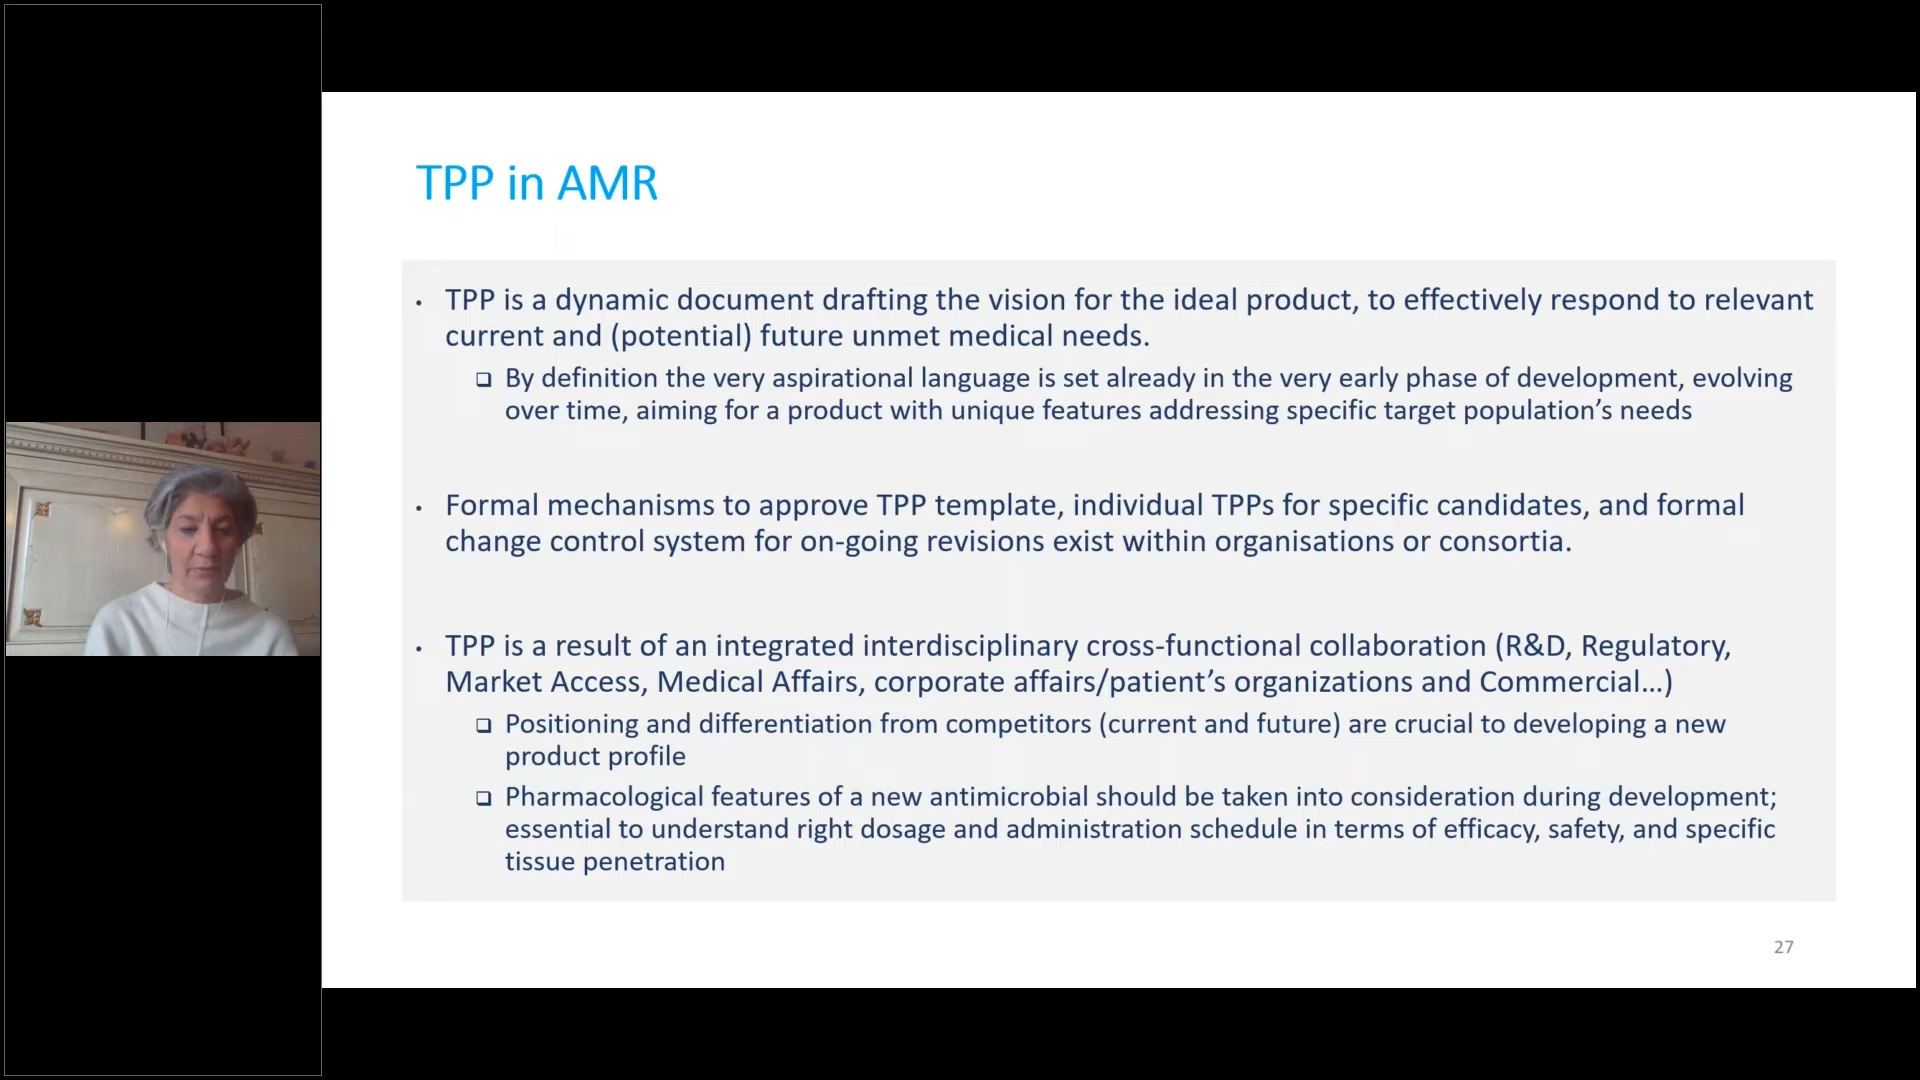 TPP in AMR
• TPP is a dynamic document drafting the vision for the ideal product, to effectively respond to relevant
current and (potential) future unmet medical needs.
❑ By definition the very aspirational language is set already in the very early phase of development, evolving
over time, aiming for a product with unique features addressing specific target population’s needs
• Formal mechanisms to approve TPP template, individual TPPs for specific candidates, and formal
change control system for on-going revisions exist within organisations or consortia.
• TPP is a result of an integrated interdisciplinary cross-functional collaboration (R&D, Regulatory,
Market Access, Medical Affairs, corporate affairs/patient’s organizations and Commercial…)
❑ Positioning and differentiation from competitors (current and future) are crucial to developing a new
product profile
❑ Pharmacological features of a new antimicrobial should be taken into consideration during development;
essential to understand right dosage and administration schedule in terms of efficacy, safety, and specific
tissue penetration
27